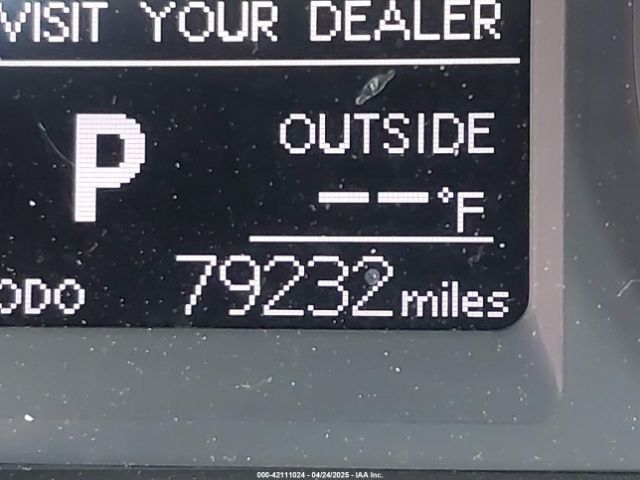 VISIT YOUR DEALER
P
OUTSIDE
--°F
ODO 79232 miles
000-42111024 - 04/24/2025 - IAA Inc.